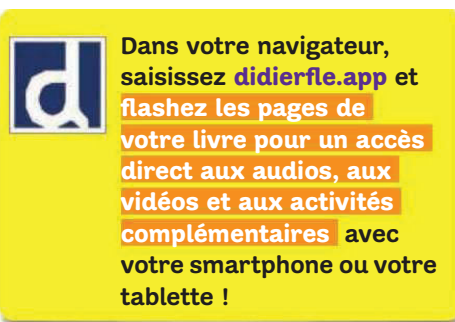 d
Dans votre navigateur,
saisissez didierfle.app et
flashez les pages de
votre livre pour un accès
direct aux audios, aux
vidéos et aux activités
complémentaires avec
votre smartphone ou votre
tablette !